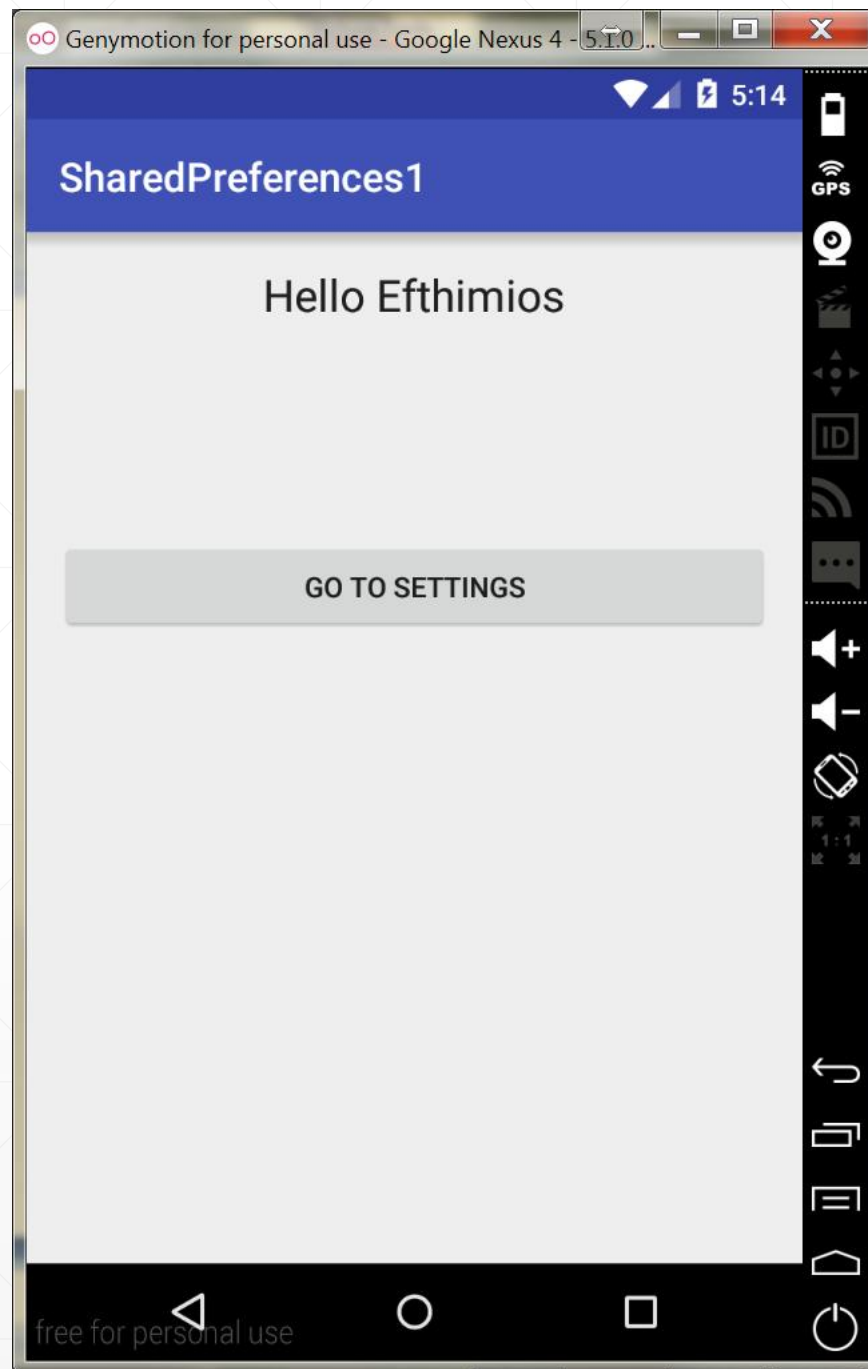 Genymotion for personal use - Google Nexus 4 - 5.1.0 ...
5:14
SharedPreferences1
GPS
Hello Efthimios
ID
GO TO SETTINGS
1:1
free for personal use